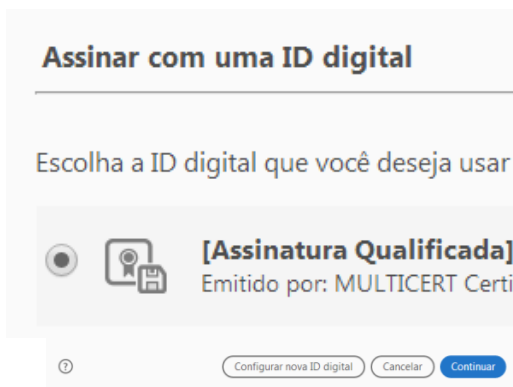 Assinar com uma ID digital
Escolha a ID digital que você deseja usar
[Assinatura Qualificada]
Emitido por: MULTICERT Certi
? Configurar nova ID digital Cancelar Continuar